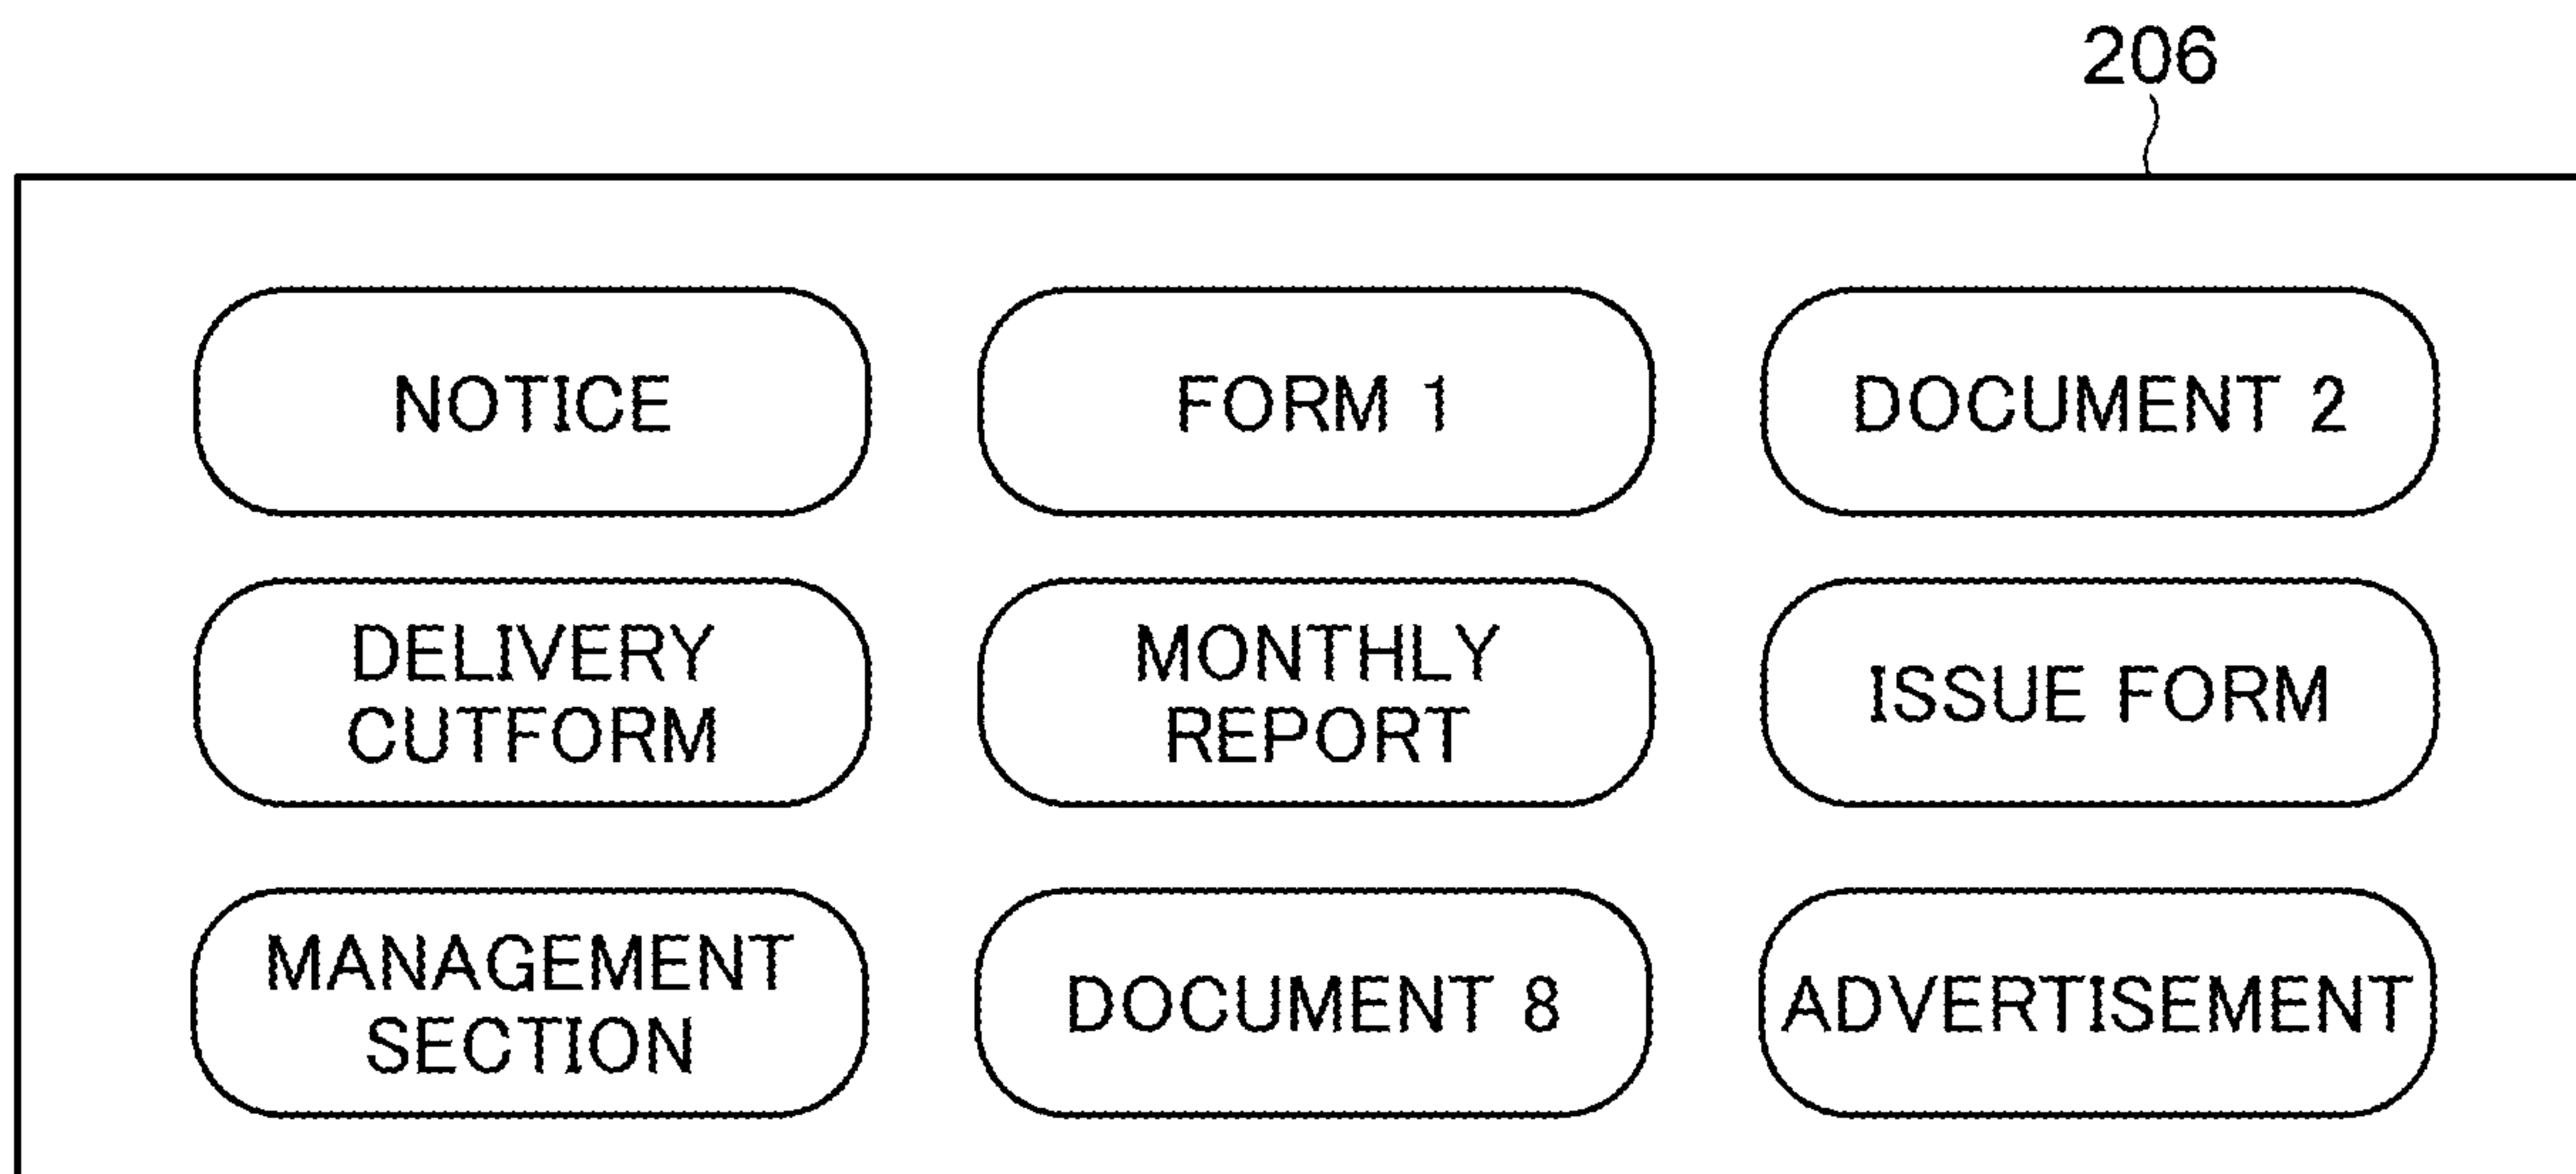 206
NOTICE
FORM 1
DOCUMENT 2
DELIVERY
CUTFORM
MONTHLY
REPORT
ISSUE FORM
MANAGEMENT
SECTION
DOCUMENT 8
ADVERTISEMENT